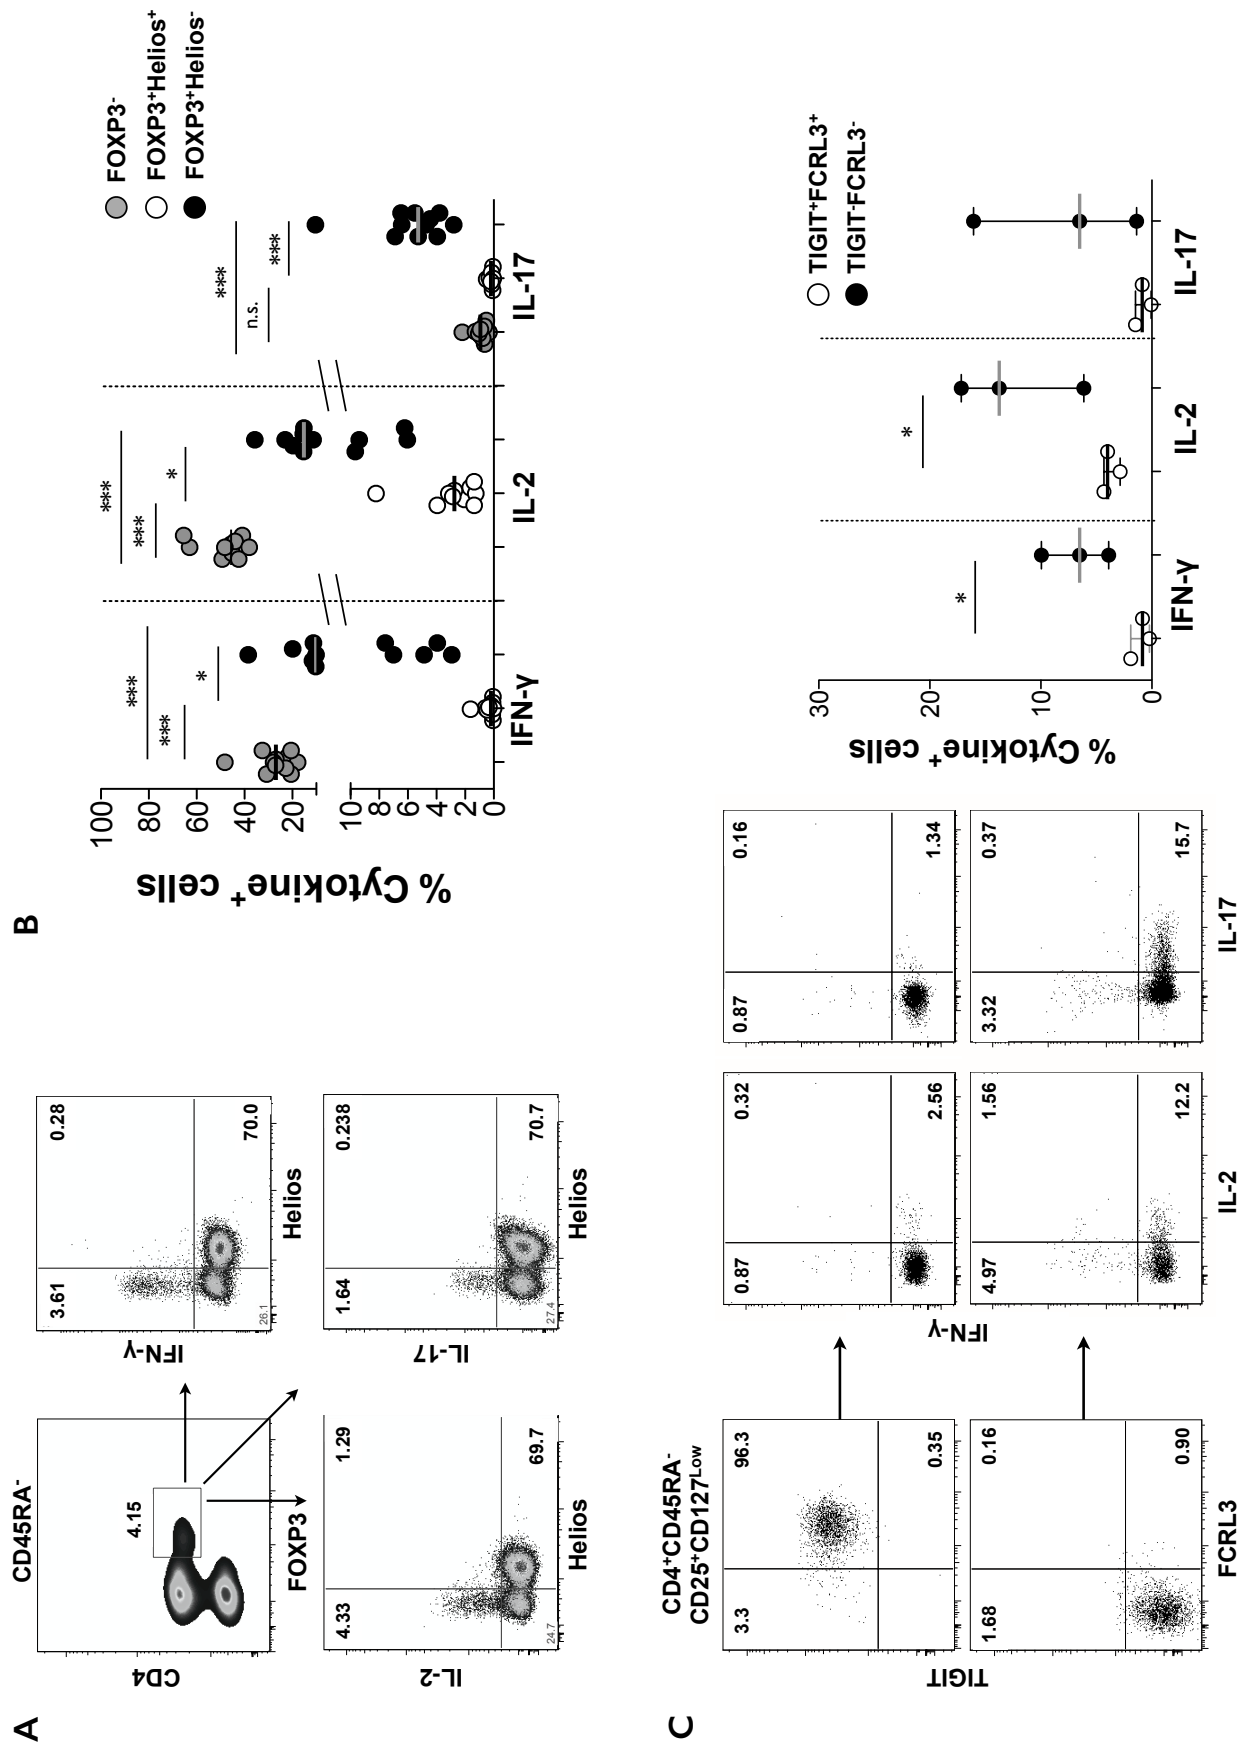 A
CD45RA-
4.15
CD4
FOXP3
3.61
0.28
26.1
70.0
IFN-γ
Helios
4.33
1.29
24.7
69.7
IL-2
Helios
1.64
0.238
27.4
70.7
IL-17
Helios
B
% Cytokine+ cells
100
80
60
40
20
10
8
6
4
2
0
*** *** *
*** *** *
*** n.s. ***
IFN-γ IL-2 IL-17
FOXP3-
FOXP3+Helios+
FOXP3+Helios-
C
CD4+CD45RA-
CD25+CD127Low
3.3
96.3
0.35
1.68
0.16
0.90
TIGIT
FCRL3
0.87
0.32
2.56
0.87
0.16
1.34
4.97
1.56
12.2
3.32
0.37
15.7
IFN-γ
IL-2
IL-17
% Cytokine+ cells
30
20
10
0
*
*
IFN-γ IL-2 IL-17
TIGIT+FCRL3+
TIGIT-FCRL3-